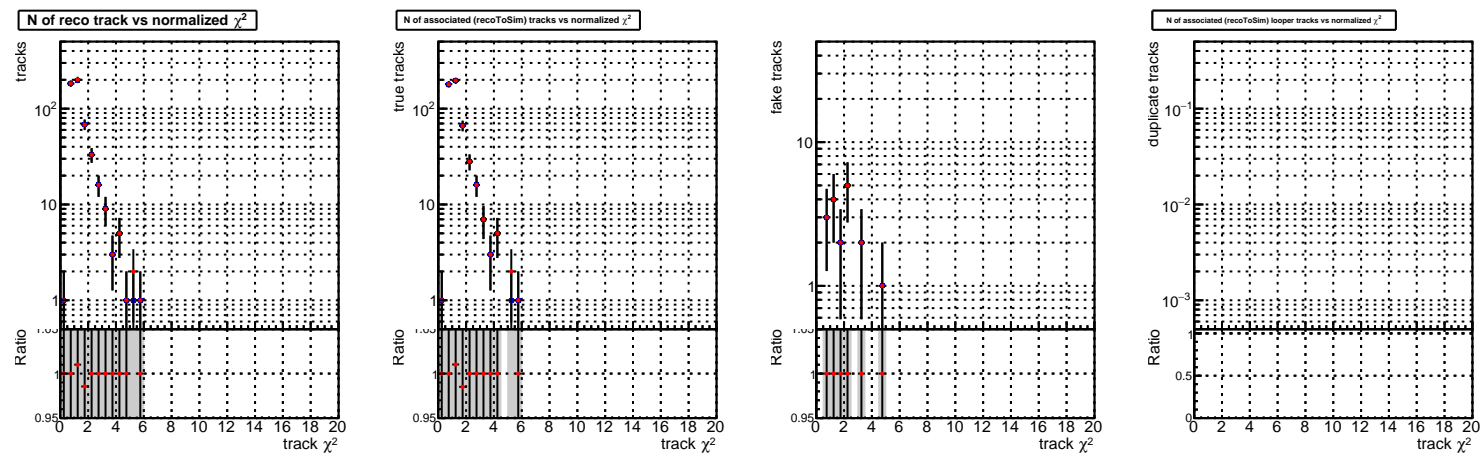 N of reco track vs normalized χ²
tracks
10²
10
1
Ratio
1
0.95
0 2 4 6 8 10 12 14 16 18 20
track χ²
N of associated (recoToSim) tracks vs normalized χ²
true tracks
10²
10
1
Ratio
1
0.95
0 2 4 6 8 10 12 14 16 18 20
track χ²
fake tracks
10
1
Ratio
1
0.95
0 2 4 6 8 10 12 14 16 18 20
track χ²
N of associated (recoToSim) looper tracks vs normalized χ²
duplicate tracks
10⁻¹
10⁻²
10⁻³
Ratio
1
0.5
0
0 2 4 6 8 10 12 14 16 18 20
track χ²